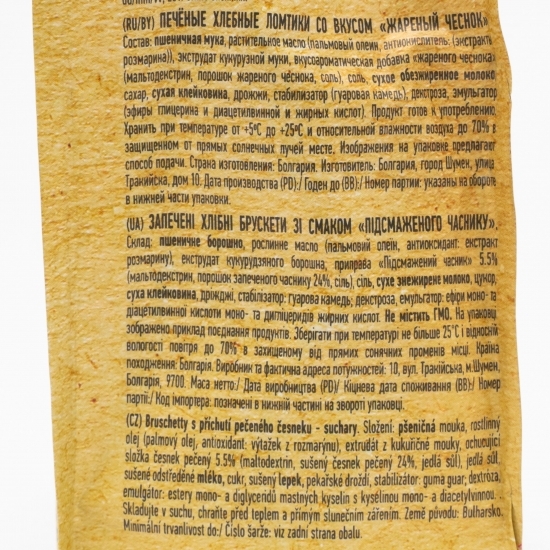 (RU/BY) ПЕЧЁНЫЕ ХЛЕБНЫЕ ЛОМТИКИ СО ВКУСОМ «ЖАРЕНЫЙ ЧЕСНОК»
Состав: пшеничная мука, растительное масло (пальмовый олеин, антиокислитель: (экстракт
розмарина)), экструдат кукурузной муки, вкусоароматическая добавка «жареного чеснока»
(мальтодекстрин, порошок жареного чеснока, соль), соль, сухое обезжиренное молоко,
сахар, сухая клейковина, дрожжи, стабилизатор (гуаровая камедь), декстроза, эмульгатор
(эфиры глицерина и диацетилвинной и жирных кислот). Продукт готов к употреблению.
Хранить при температуре от +5ºС до +25ºС и относительной влажности воздуха до 70% в
защищенном от прямых солнечных лучей месте. Изображения на упаковке предлагают
способ подачи. Страна изготовления: Болгария. Изготовитель: Болгария, город Шумен, улица
Тракийска, дом 10. Дата производства (PD):/ Годен до (BB):/ Номер партии: указаны на обороте
в нижней части упаковки.
(UA) ЗАПЕЧЕНІ ХЛІБНІ БРУСКЕТИ ЗІ СМАКОМ «ПІДСМАЖЕНОГО ЧАСНИКУ».
Склад: пшеничне борошно, рослинне масло (пальмовий олеїн, антиоксидант: екстракт
розмарину), екструдат кукурудзяного борошна, приправа «Підсмажений часник» 5.5%
(мальтодекстрин, порошок запеченого часнику 24%, сіль), сіль, сухе знежирене молоко, цукор,
суха клейковина, дріжджі, стабілізатор: гуарова камедь; декстроза, емульгатор: ефіри моно- та
діацетілвинної кислоти моно- та дигліцеридів жирних кислот. Не містить ГМО. На упаковці
зображено приклад поєднання продуктів. Зберігати при температурі не більше 25°С і відносній
вологості повітря до 70% в захищеному від прямих сонячних променів місці. Країна
походження: Болгарія. Виробник та фактична адреса потужностей: 10, вул. Тракійська, м.Шумен,
Болгарія, 9700. Маса нетто:/ Дата виробництва (PD):/ Кінцева дата споживання (BB):/ Номер
партії:/ Код імпортера: позначені в нижній частині на звороті упаковці.
(CZ) Bruschetty s příchutí pečeného česneku - suchary. Složení: pšeničná mouka, rostlinný
olej (palmový olej, antioxidant: výtažek z rozmarýnu), extrudát z kukuřičné mouky, ochucující
složka česnek pečený 5.5% (maltodextrin, sušený česnek pečený 24%, jedlá sůl), jedlá sůl,
sušené odstředěné mléko, cukr, sušený lepek, pekařské droždí, stabilizátor: guma guar; dextroza,
emulgátor: estery mono- a diglycendů mastných kyselin s kyselinou mono- a diacetylvinnou.
Skladujte v suchu, chraňte před teplem a přímým slunečním zářením. Země původu: Bulharsko.
Minimální trvanlivost do:/ Číslo šarže: viz zadní strana obalu.